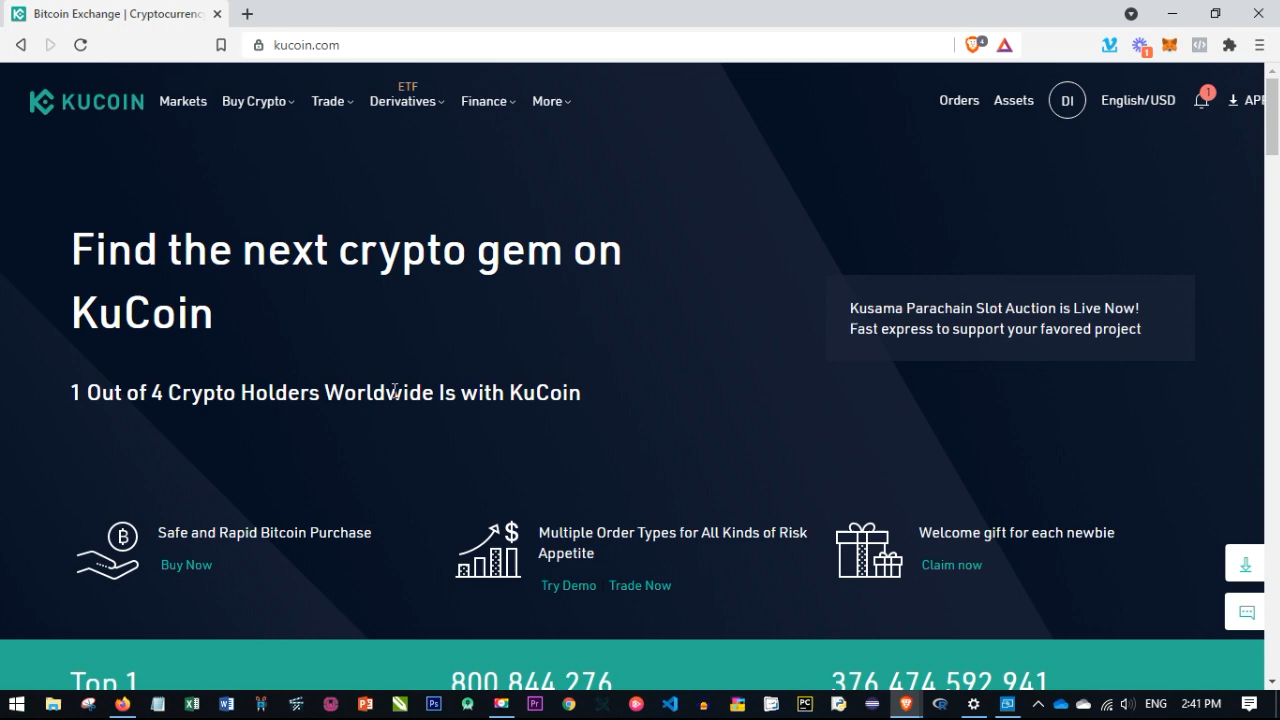 Bitcoin Exchange | Cryptocurrenc
kucoin.com
4
1
KUCOIN
Markets
Buy Crypto
Trade
ETF
Derivatives
Finance
More
Orders
Assets
DI
English/USD
1
APP
Find the next crypto gem on
KuCoin
1 Out of 4 Crypto Holders Worldwide Is with KuCoin
Kusama Parachain Slot Auction is Live Now!
Fast express to support your favored project
Safe and Rapid Bitcoin Purchase
Buy Now
Multiple Order Types for All Kinds of Risk
Appetite
Try Demo Trade Now
Welcome gift for each newbie
Claim now
Top 1
800,844,276
376,474,592,941
ENG
2:41 PM